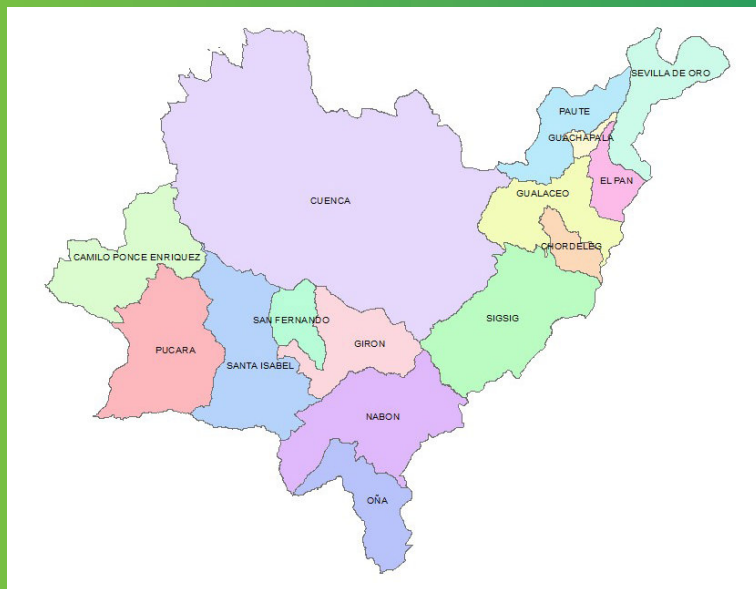 SEVILLA DE ORO
PAUTE
GUACHAPALA
EL PAN
GUALACEO
CUENCA
CHORDELEG
CAMILO PONCE ENRIQUEZ
SIGSIG
SAN FERNANDO
GIRON
PUCARA
SANTA ISABEL
NABON
OÑA